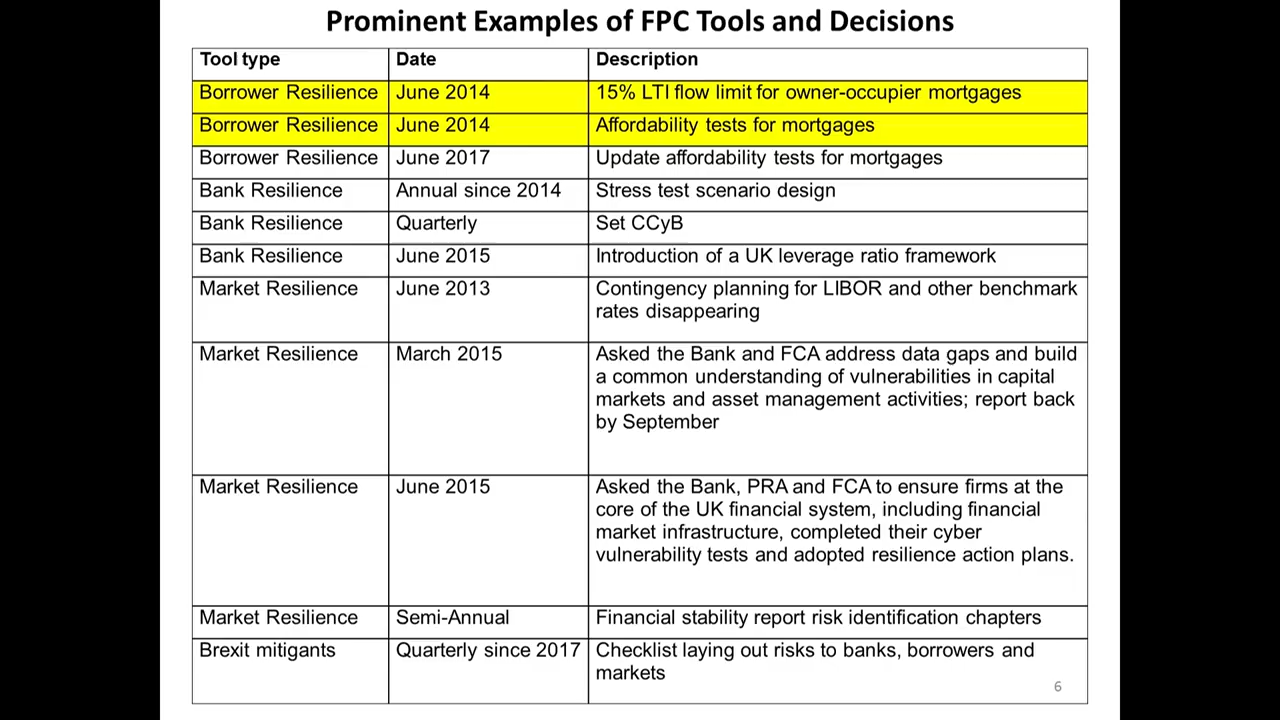 Prominent Examples of FPC Tools and Decisions
Tool type Date Description
Borrower Resilience June 2014 15% LTI flow limit for owner-occupier mortgages
Borrower Resilience June 2014 Affordability tests for mortgages
Borrower Resilience June 2017 Update affordability tests for mortgages
Bank Resilience Annual since 2014 Stress test scenario design
Bank Resilience Quarterly Set CCyB
Bank Resilience June 2015 Introduction of a UK leverage ratio framework
Market Resilience June 2013 Contingency planning for LIBOR and other benchmark
rates disappearing
Market Resilience March 2015 Asked the Bank and FCA address data gaps and build
a common understanding of vulnerabilities in capital
markets and asset management activities; report back
by September
Market Resilience June 2015 Asked the Bank, PRA and FCA to ensure firms at the
core of the UK financial system, including financial
market infrastructure, completed their cyber
vulnerability tests and adopted resilience action plans.
Market Resilience Semi-Annual Financial stability report risk identification chapters
Brexit mitigants Quarterly since 2017 Checklist laying out risks to banks, borrowers and
markets
6